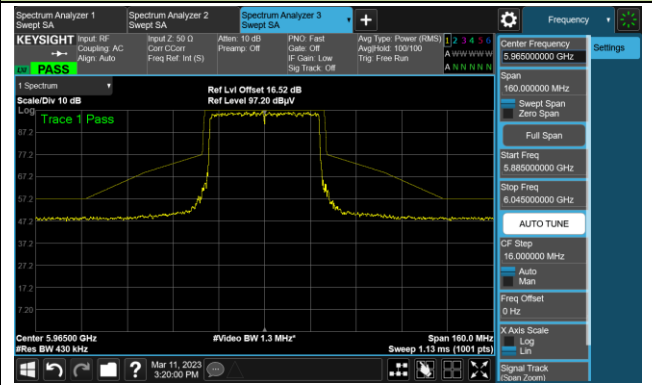 Spectrum Analyzer 1
Swept SA
Spectrum Analyzer 2
Swept SA
Spectrum Analyzer 3
Swept SA
Frequency
KEYSIGHT
Input: RF
Coupling: AC
Align: Auto
Input Z: 50 Ω
Corr CCorr
Freq Ref: Int (S)
Atten: 10 dB
Preamp: Off
PNO: Fast
Gate: Off
IF Gain: Low
Sig Track: Off
Avg Type: Power (RMS)
Avg|Hold: 100/100
Trig: Free Run
1 2 3 4 5 6
A W W W W W
A N N N N N
PASS
1 Spectrum
Scale/Div 10 dB
Ref Lvl Offset 16.52 dB
Ref Level 97.20 dBµV
Log
Trace 1 Pass
87.2
77.2
67.2
57.2
47.2
37.2
27.2
17.2
7.20
Center 5.96500 GHz
#Res BW 430 kHz
#Video BW 1.3 MHz*
Span 160.0 MHz
Sweep 1.13 ms (1001 pts)
Mar 11, 2023
3:20:00 PM
Center Frequency
5.965000000 GHz
Settings
Span
160.000000 MHz
Swept Span
Zero Span
Full Span
Start Freq
5.885000000 GHz
Stop Freq
6.045000000 GHz
AUTO TUNE
CF Step
16.000000 MHz
Auto
Man
Freq Offset
0 Hz
X Axis Scale
Log
Lin
Signal Track
(Span Zoom)